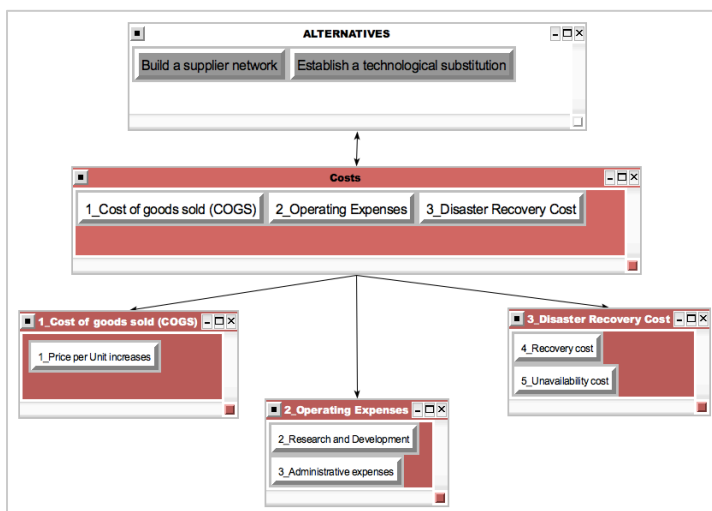 ALTERNATIVES
Build a supplier network
Establish a technological substitution
Costs
1_Cost of goods sold (COGS)
2_Operating Expenses
3_Disaster Recovery Cost
1_Cost of goods sold (COGS)
1_Price per Unit increases
2_Operating Expenses
2_Research and Development
3_Administrative expenses
3_Disaster Recovery Cost
4_Recovery cost
5_Unavailability cost